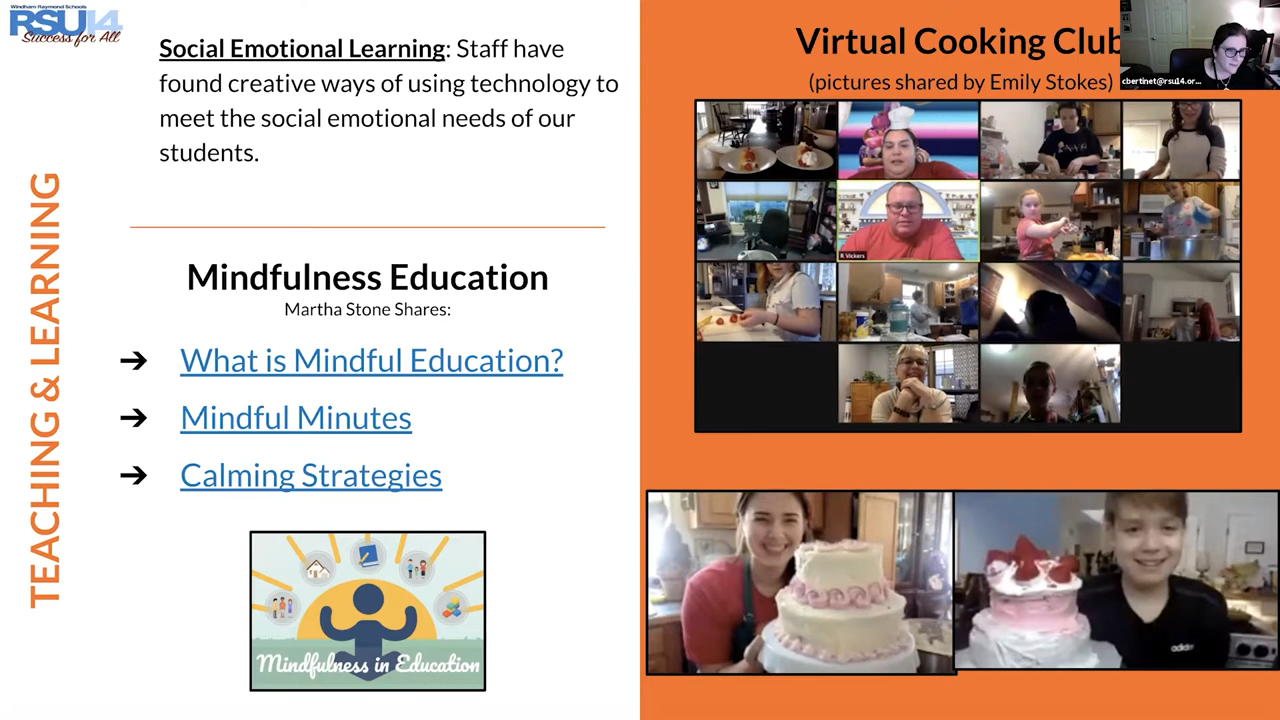 Windham Raymond Schools
RSU14
Success for All
TEACHING & LEARNING
Social Emotional Learning: Staff have
found creative ways of using technology to
meet the social emotional needs of our
students.
Mindfulness Education
Martha Stone Shares:
➔ What is Mindful Education?
➔ Mindful Minutes
➔ Calming Strategies
Mindfulness in Education
Virtual Cooking Club
(pictures shared by Emily Stokes)
cbertinet@rsu14.or...
R Vickers
adidas